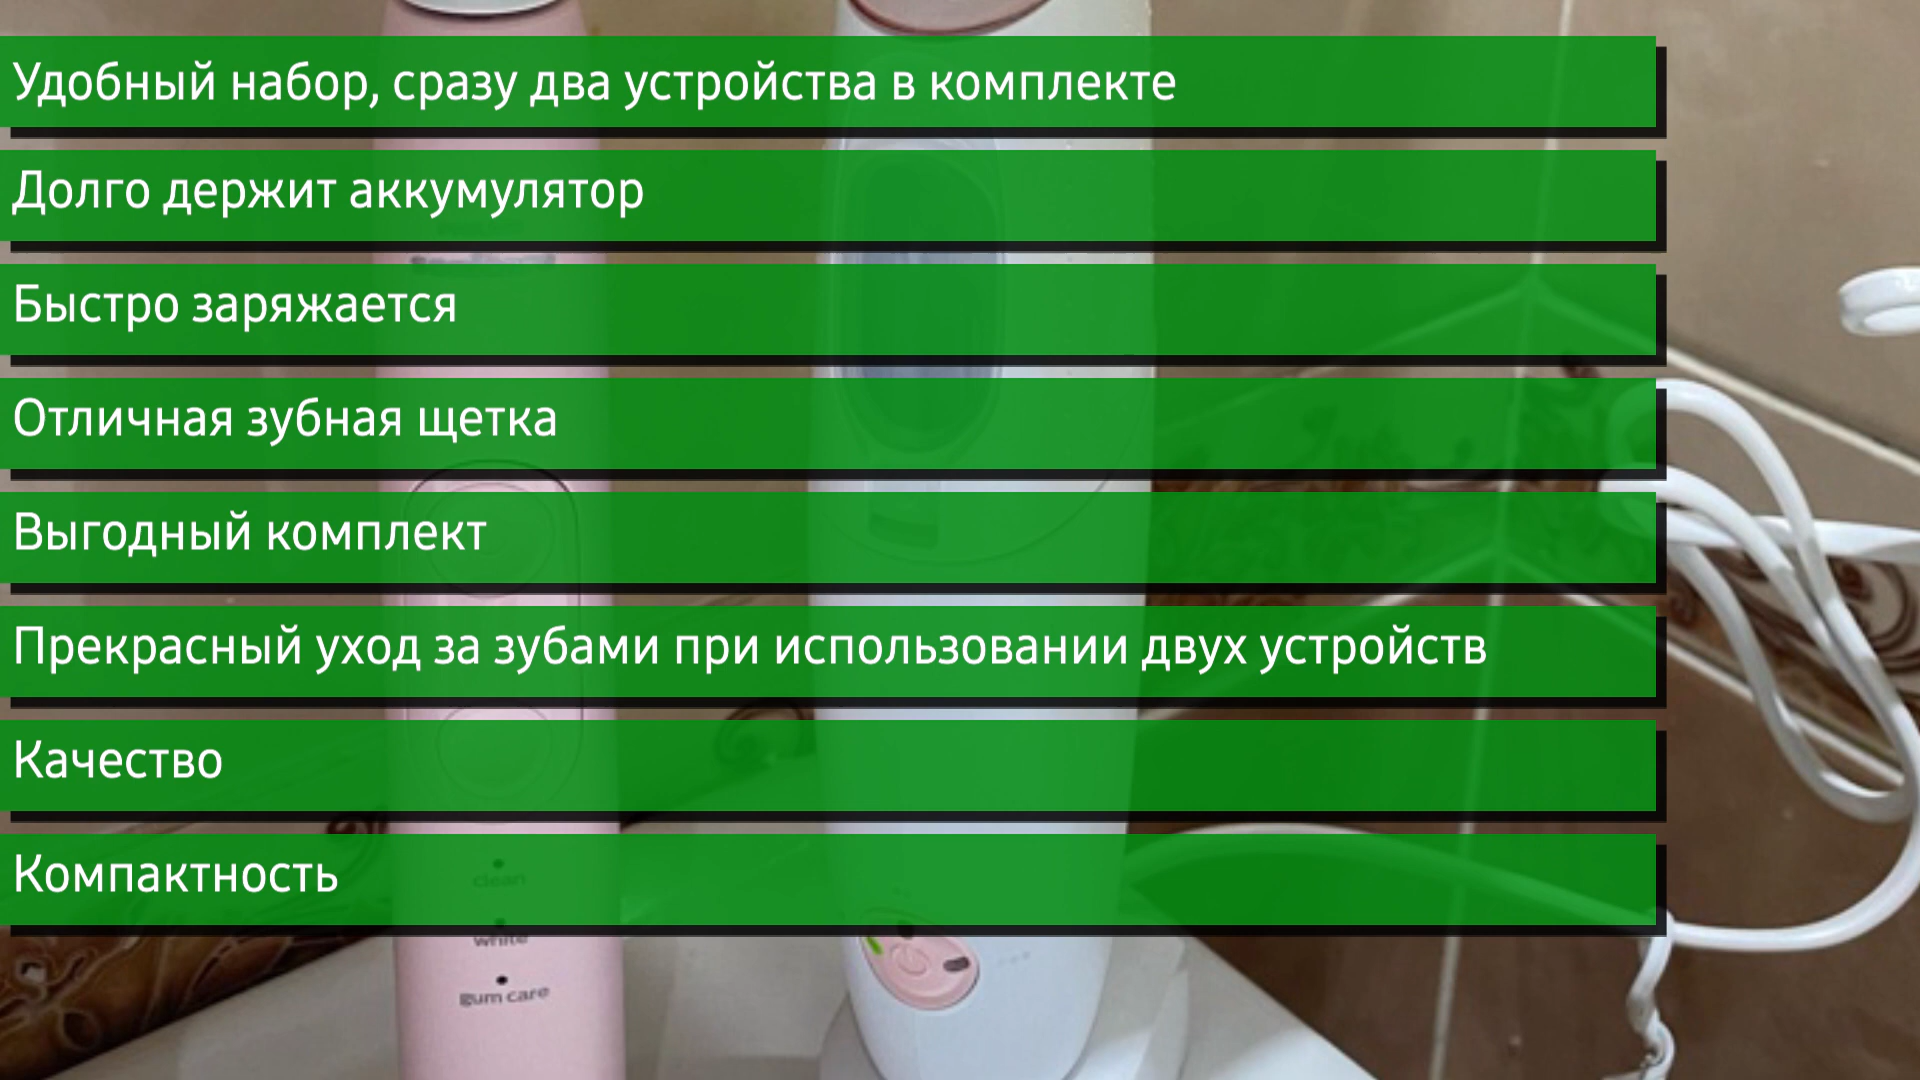 Удобный набор, сразу два устройства в комплекте
Долго держит аккумулятор
Быстро заряжается
Отличная зубная щетка
Выгодный комплект
Прекрасный уход за зубами при использовании двух устройств
Качество
Компактность
clean
white
gum care